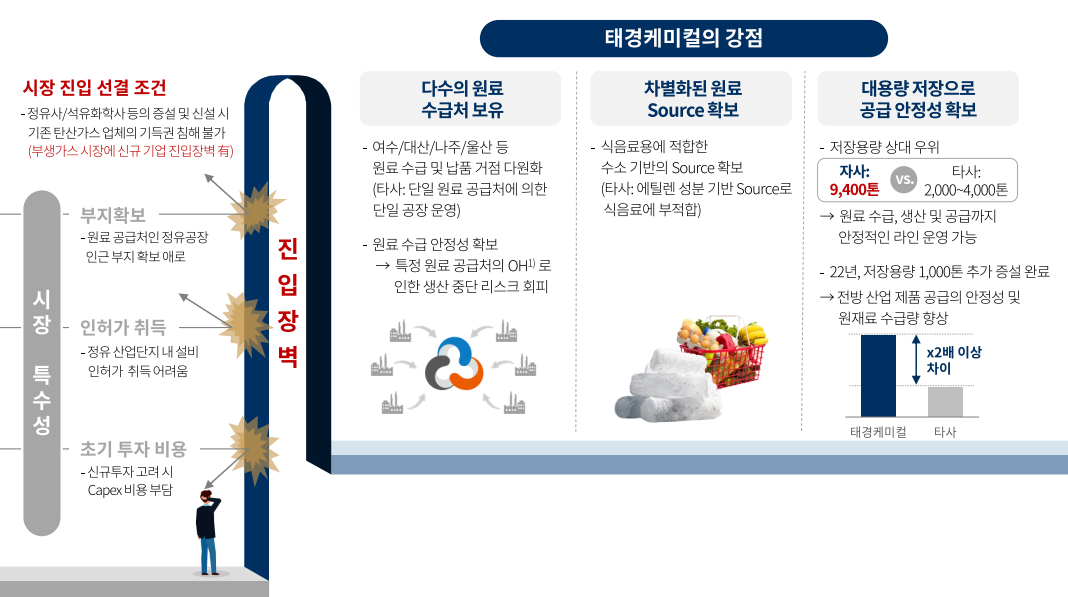 태경케미컬의 강점
시장 진입 선결 조건
- 정유사/석유화학사 등의 증설 및 신설 시
기존 탄산가스 업체의 기득권 침해 불가
(부생가스 시장에 신규 기업 진입장벽 有)
시장 특수성
부지확보
- 원료 공급처인 정유공장
인근 부지 확보 애로
인허가 취득
- 정유 산업단지 내 설비
인허가 취득 어려움
초기 투자 비용
- 신규투자 고려 시
Capex 비용 부담
진입장벽
다수의 원료
수급처 보유
- 여수/대산/나주/울산 등
원료 수급 및 납품 거점 다원화
(타사: 단일 원료 공급처에 의한
단일 공장 운영)
- 원료 수급 안정성 확보
→ 특정 원료 공급처의 OH1) 로
인한 생산 중단 리스크 회피
차별화된 원료
Source 확보
- 식음료용에 적합한
수소 기반의 Source 확보
(타사: 에틸렌 성분 기반 Source로
식음료에 부적합)
대용량 저장으로
공급 안정성 확보
- 저장용량 상대 우위
자사:
9,400톤
VS.
타사:
2,000~4,000톤
→ 원료 수급, 생산 및 공급까지
안정적인 라인 운영 가능
- 22년, 저장용량 1,000톤 추가 증설 완료
→ 전방 산업 제품 공급의 안정성 및
원재료 수급량 향상
x2배 이상
차이
태경케미컬
타사